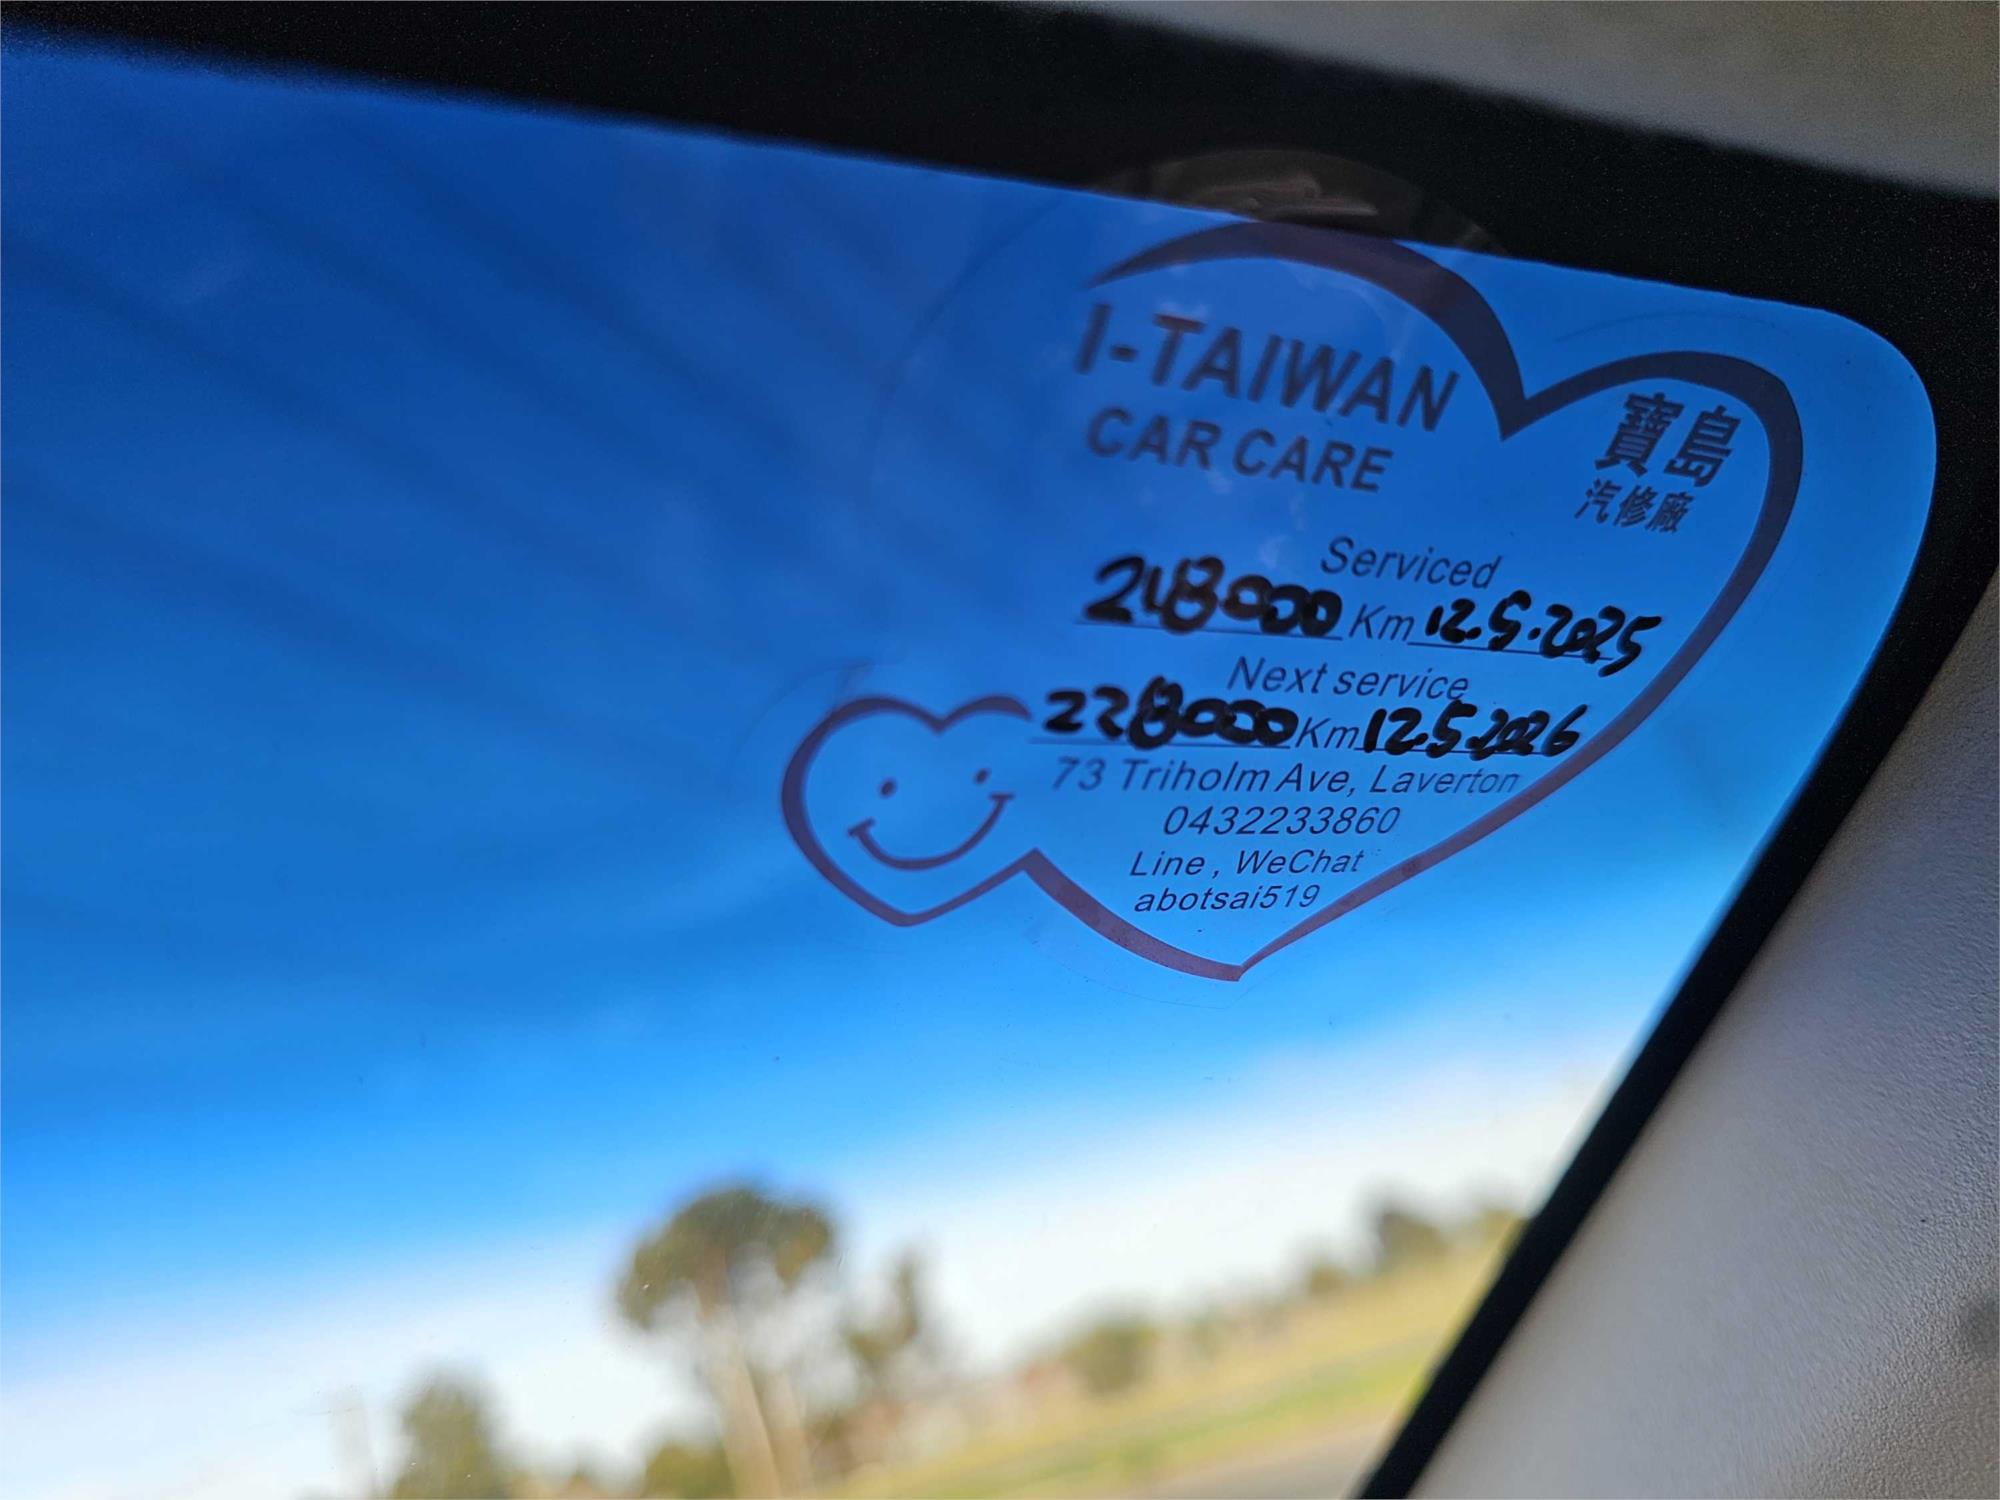 I-TAIWAN
CAR CARE
寶島
汽修廠
Serviced
218000 Km 12.5.2025
Next service
228000 Km 12.5.2026
73 Triholm Ave, Laverton
0432233860
Line , WeChat
abotsai519